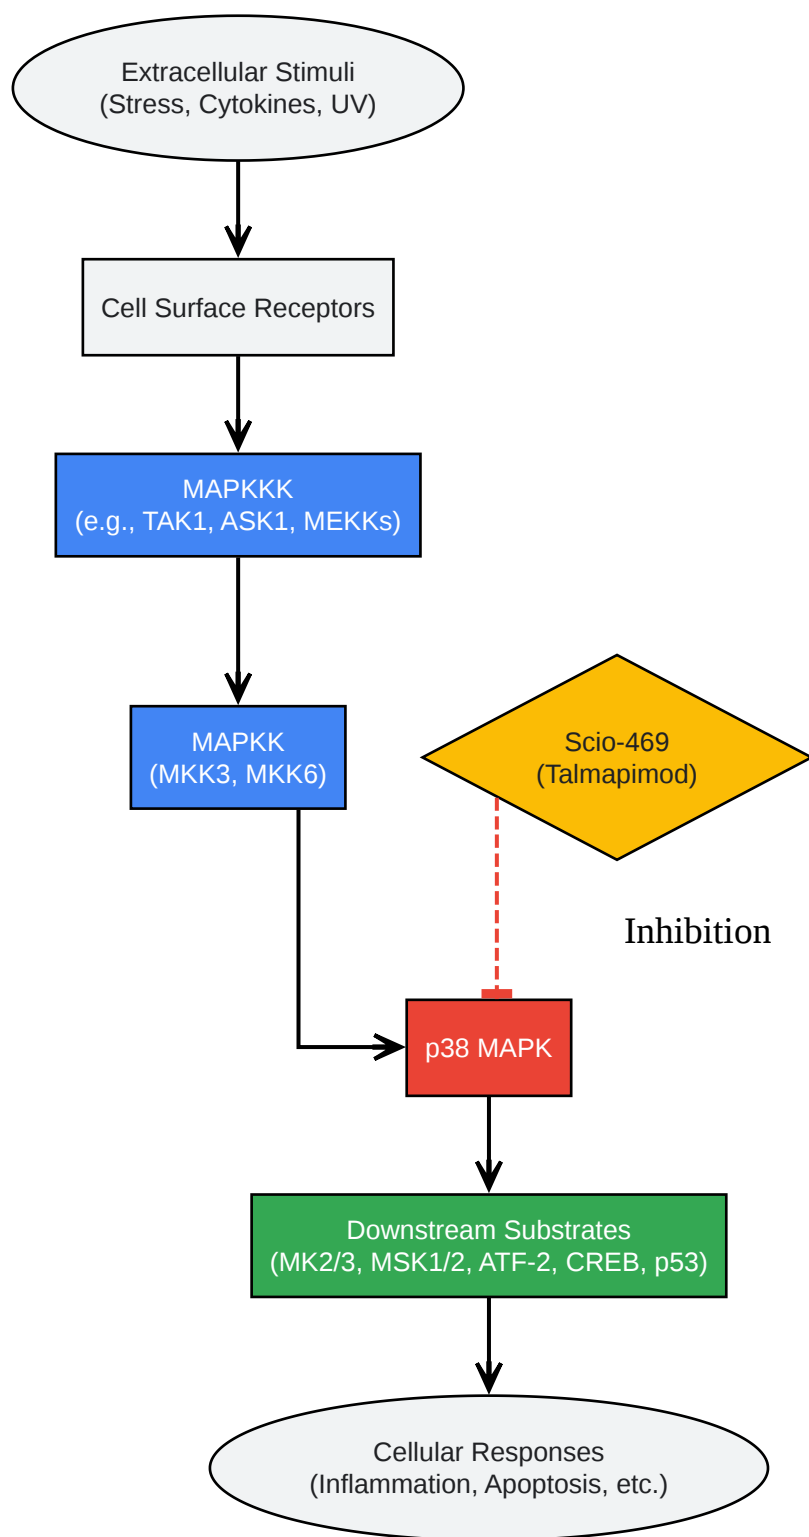 Extracellular Stimuli
(Stress, Cytokines, UV)
Cell Surface Receptors
MAPKKK
(e.g., TAK1, ASK1, MEKKs)
MAPKK
(MKK3, MKK6)
Scio-469
(Talmapimod)
Inhibition
p38 MAPK
Downstream Substrates
(MK2/3, MSK1/2, ATF-2, CREB, p53)
Cellular Responses
(Inflammation, Apoptosis, etc.)